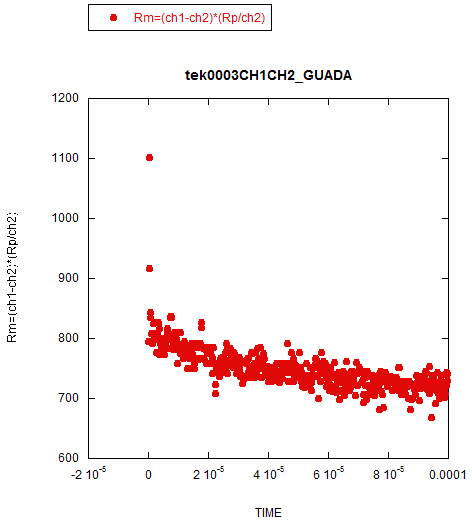 Rm=(ch1-ch2)*(Rp/ch2)
tek0003CH1CH2_GUADA
1200
1100
1000
900
800
700
600
Rm=(ch1-ch2)*(Rp/ch2)
-2 10^-5 0 2 10^-5 4 10^-5 6 10^-5 8 10^-5 0.0001
TIME